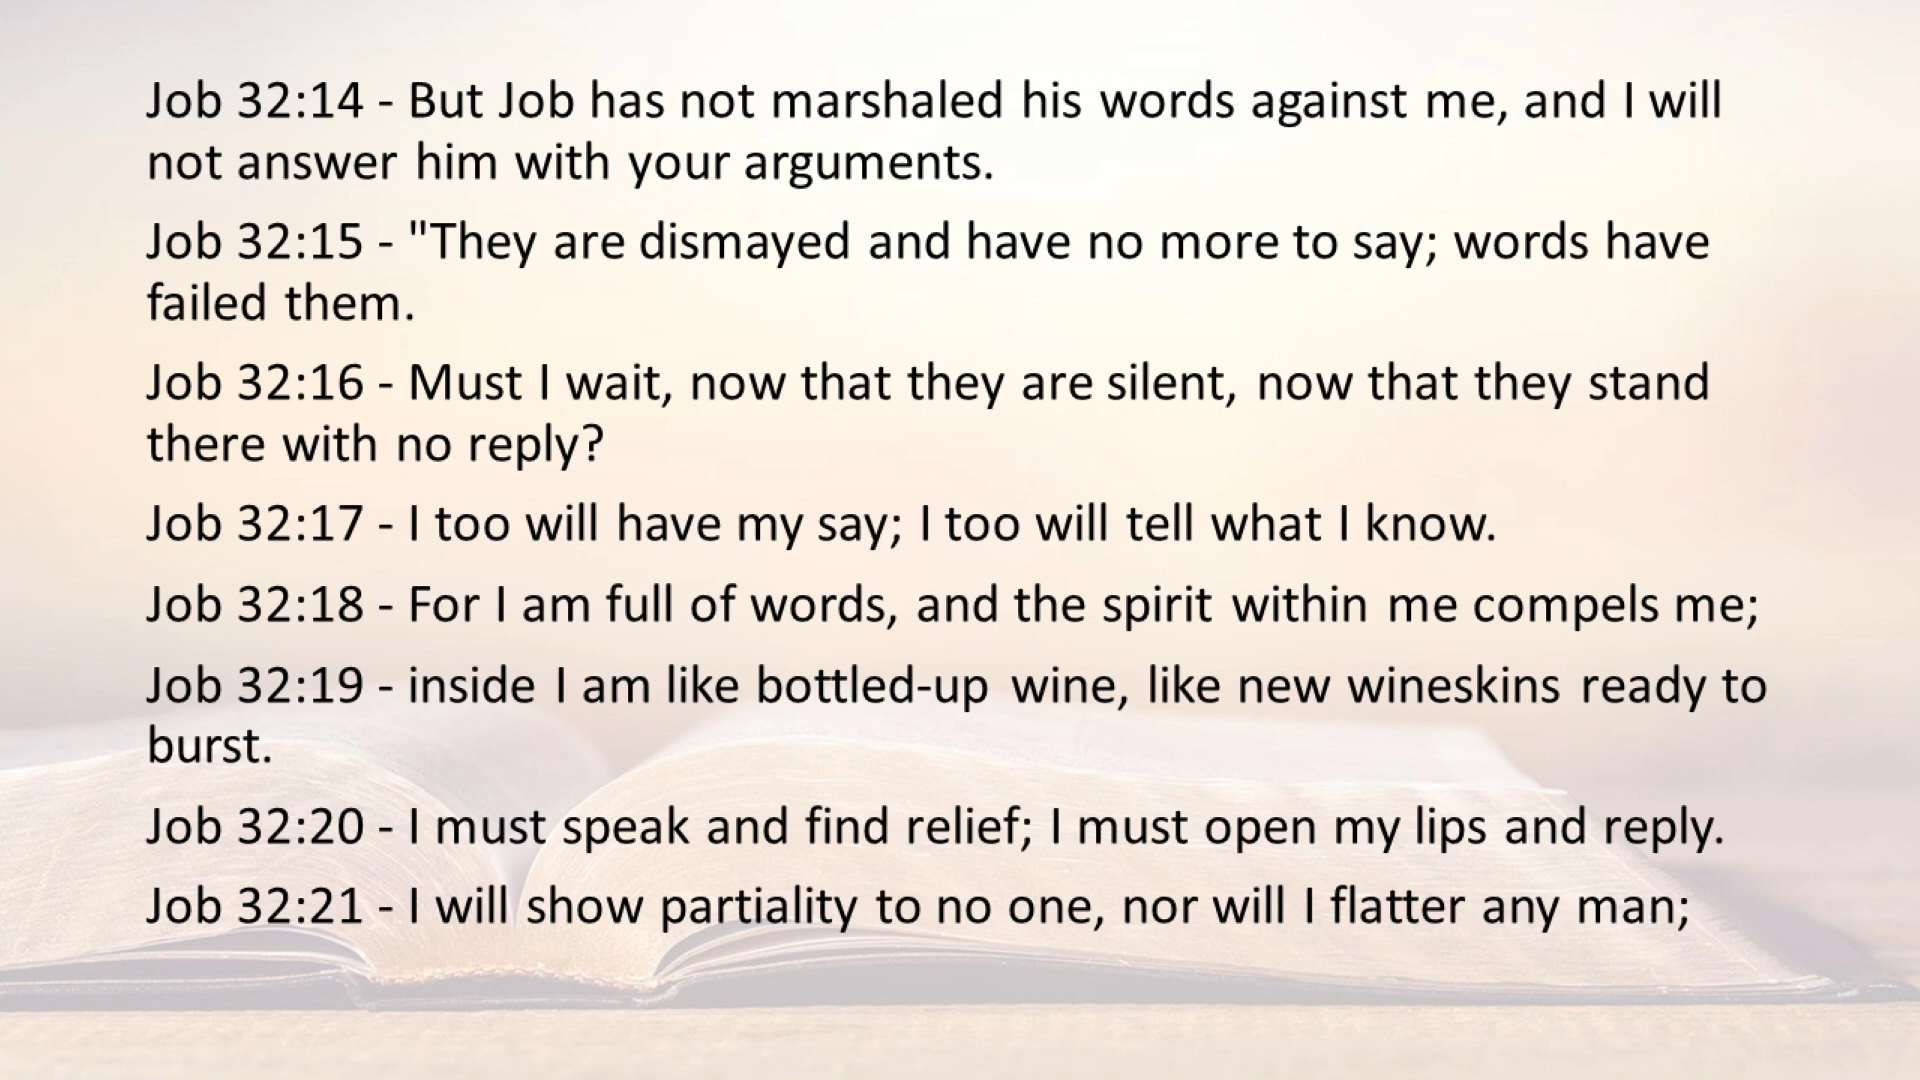 Job 32:14 - But Job has not marshaled his words against me, and I will
not answer him with your arguments.
Job 32:15 - "They are dismayed and have no more to say; words have
failed them.
Job 32:16 - Must I wait, now that they are silent, now that they stand
there with no reply?
Job 32:17 - I too will have my say; I too will tell what I know.
Job 32:18 - For I am full of words, and the spirit within me compels me;
Job 32:19 - inside I am like bottled-up wine, like new wineskins ready to
burst.
Job 32:20 - I must speak and find relief; I must open my lips and reply.
Job 32:21 - I will show partiality to no one, nor will I flatter any man;